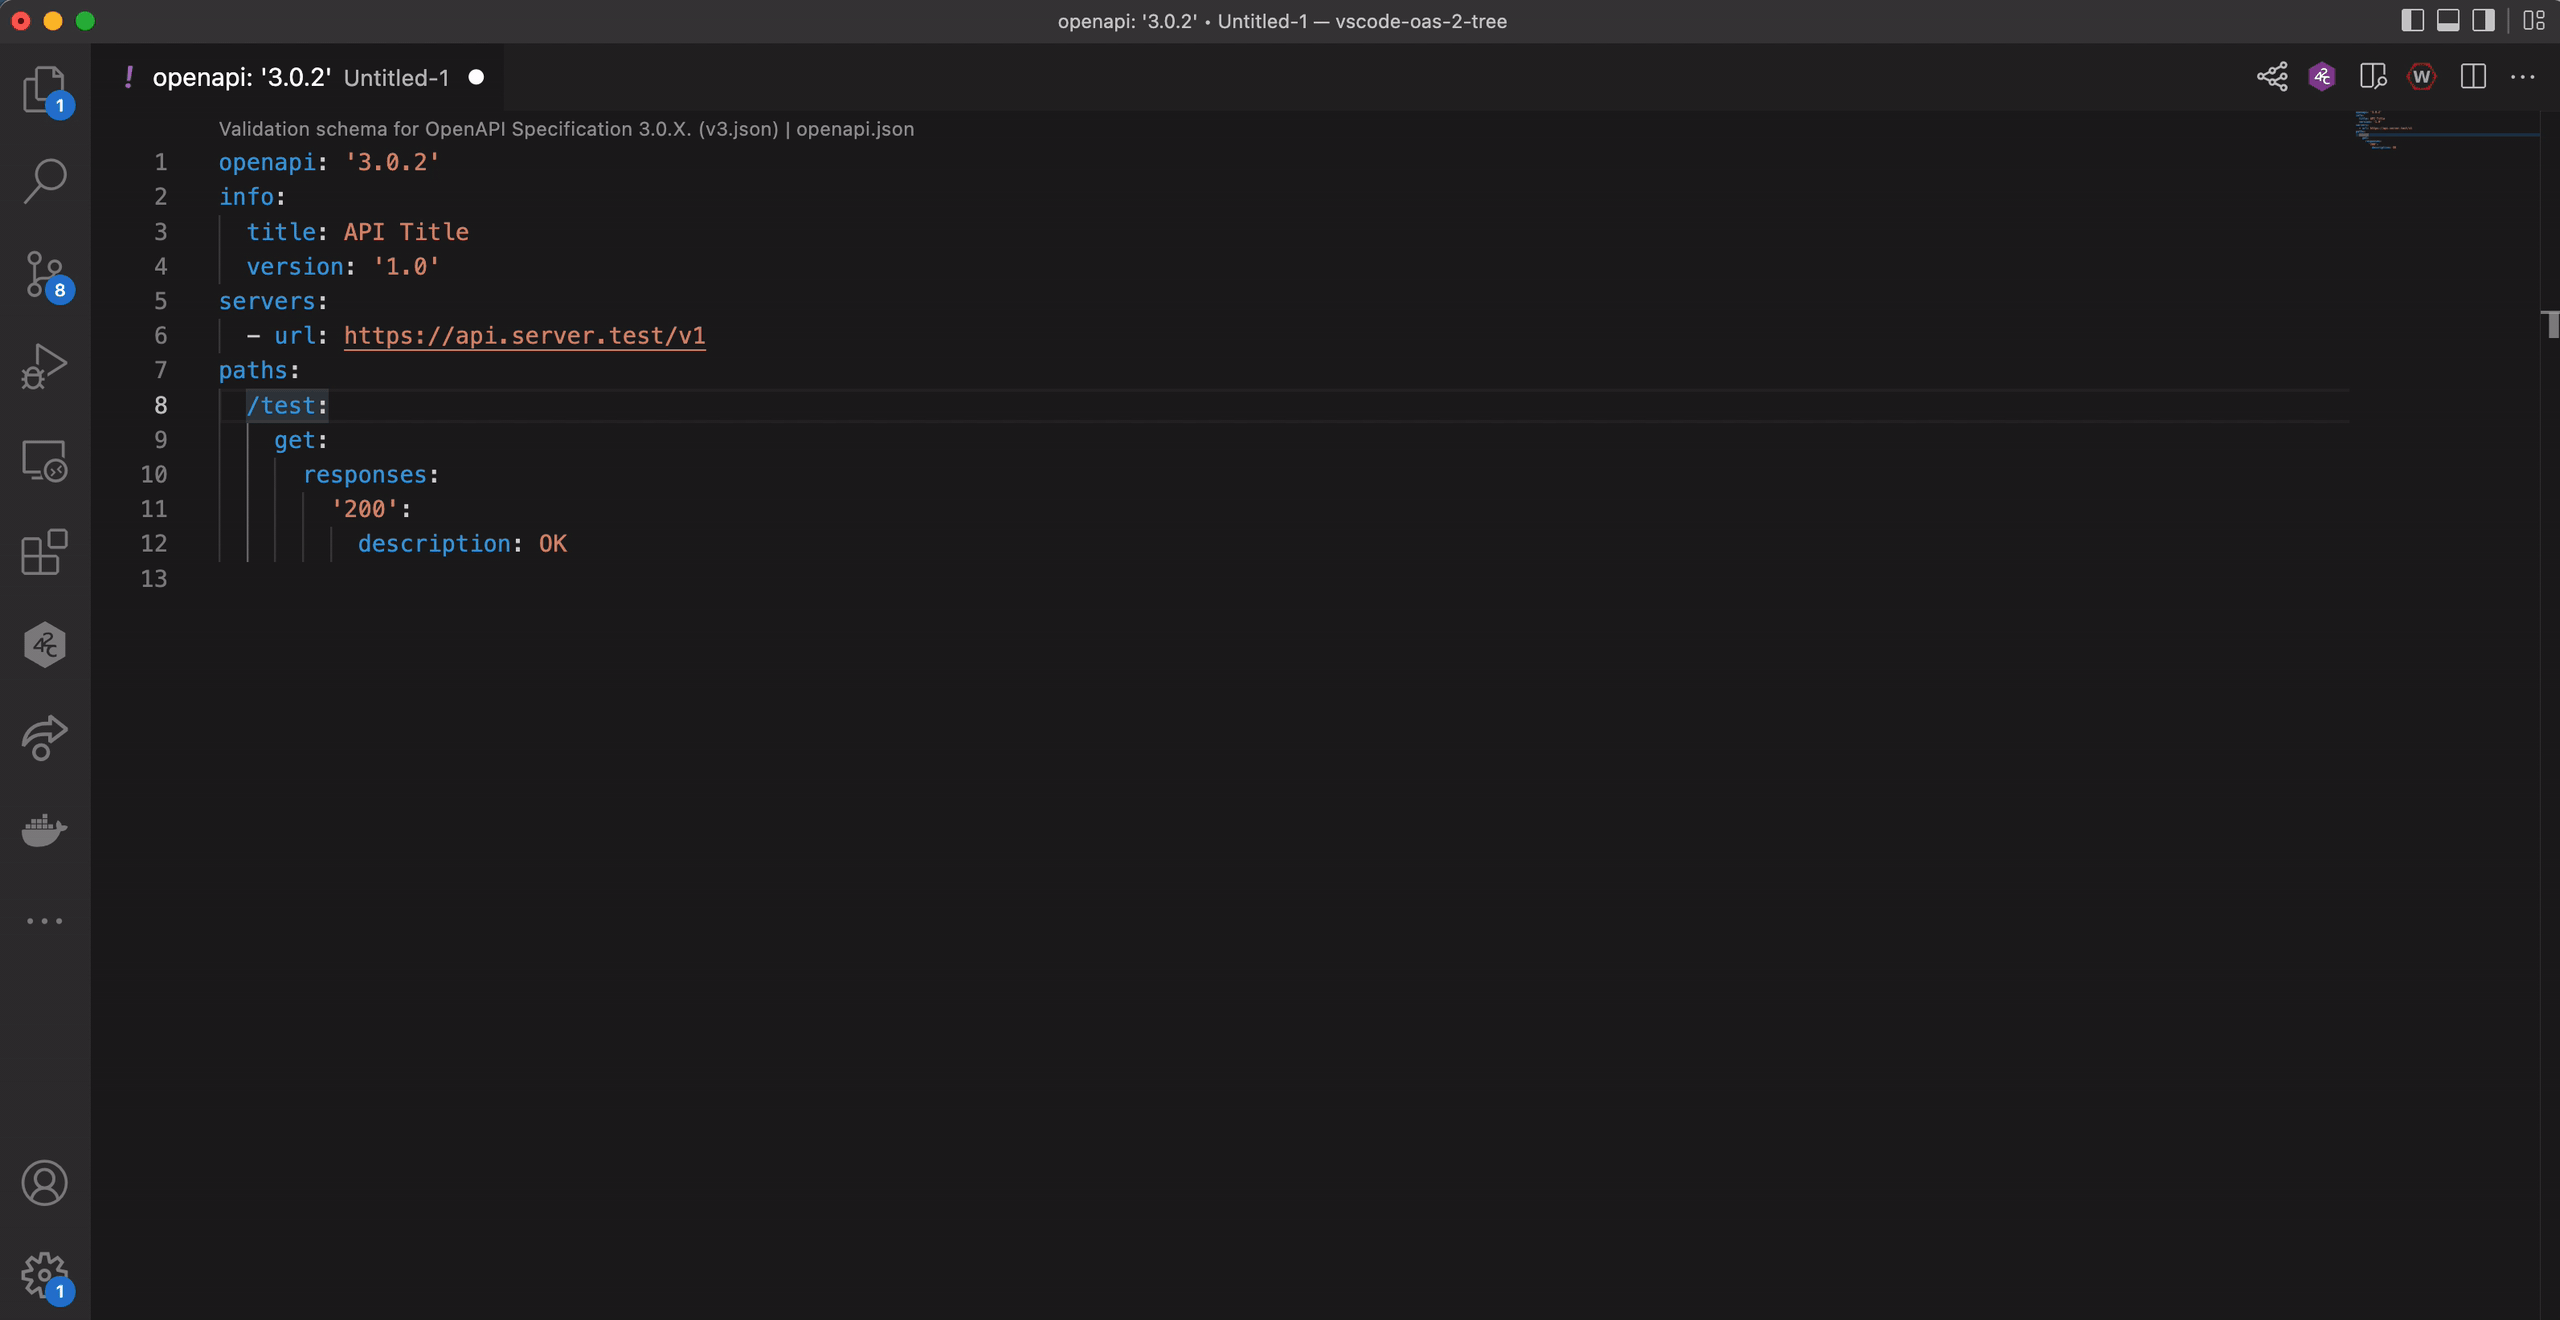 openapi: '3.0.2' • Untitled-1 — vscode-oas-2-tree
! openapi: '3.0.2' Untitled-1
W
1
8
42c
1
Validation schema for OpenAPI Specification 3.0.X. (v3.json) | openapi.json
1 openapi: '3.0.2'
2 info:
3 title: API Title
4 version: '1.0'
5 servers:
6 - url: https://api.server.test/v1
7 paths:
8 /test:
9 get:
10 responses:
11 '200':
12 description: OK
13